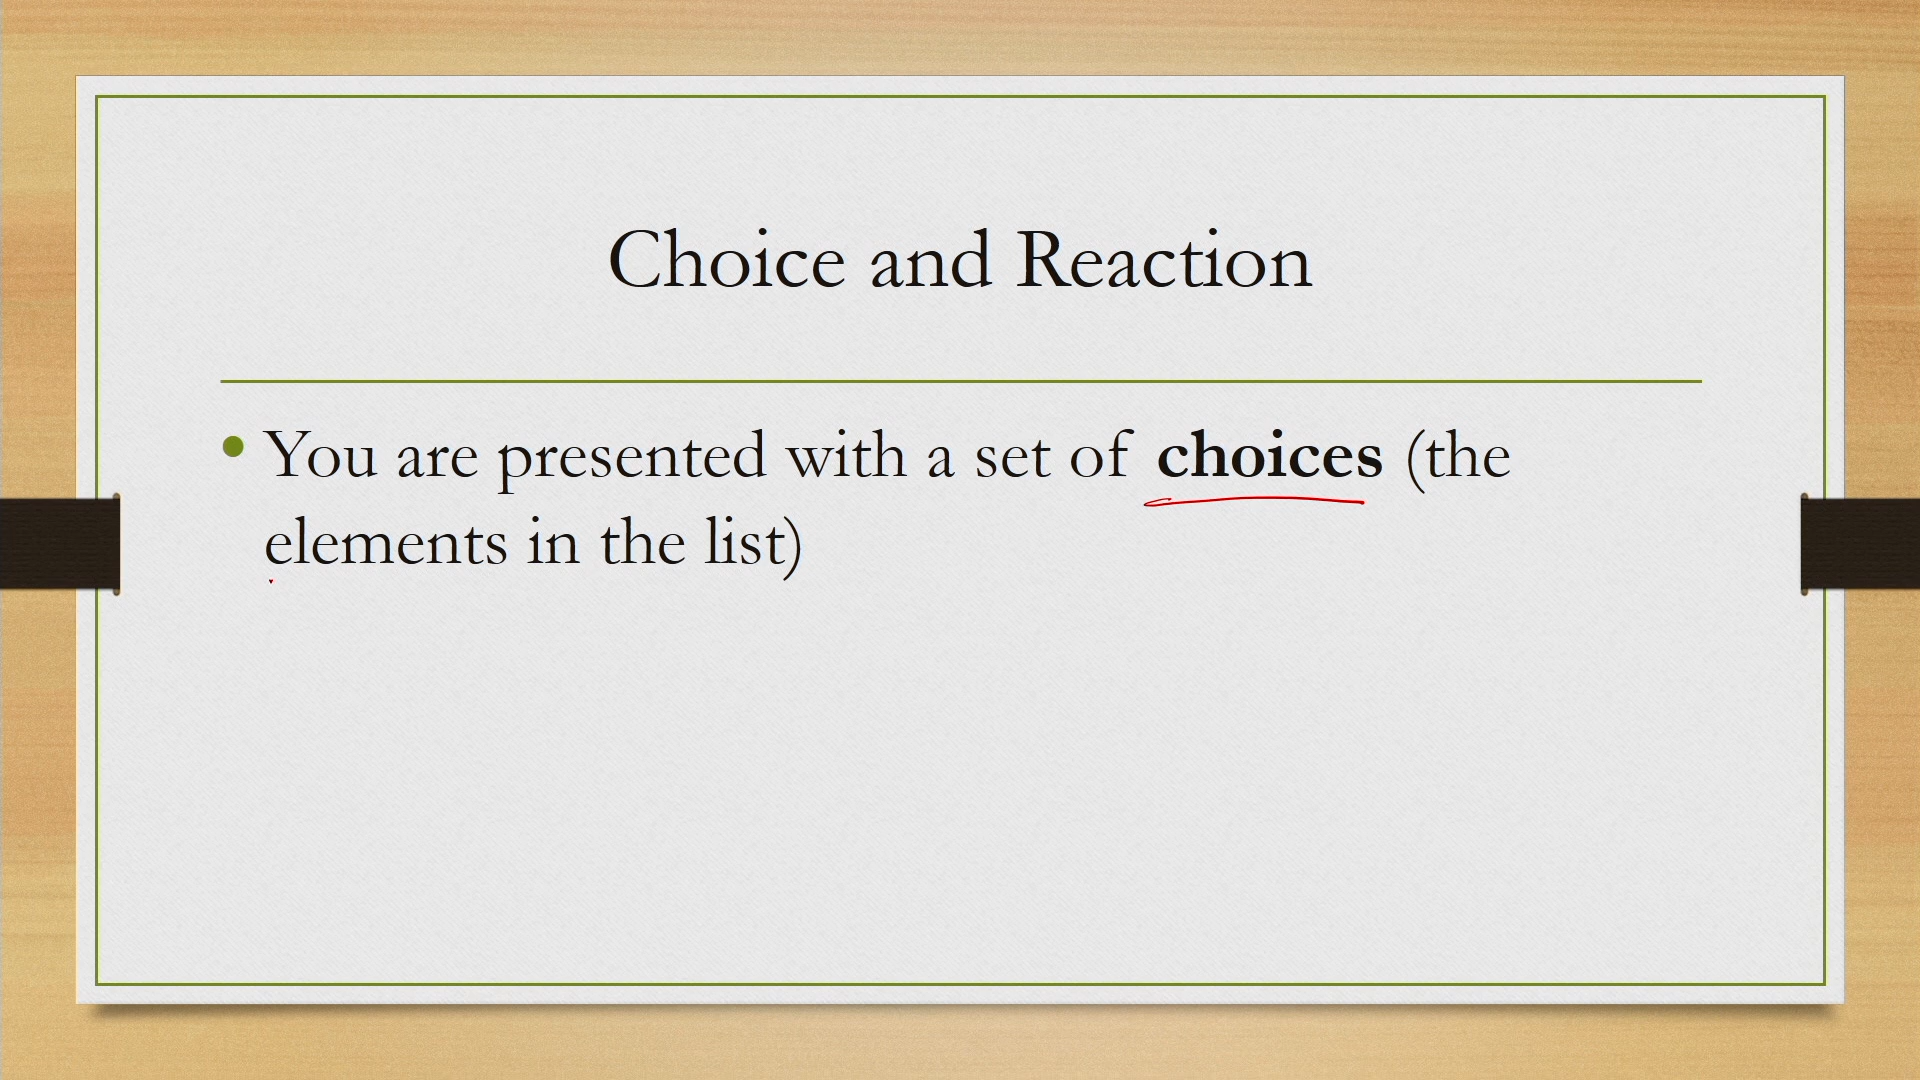 Choice and Reaction
• You are presented with a set of choices (the
elements in the list)